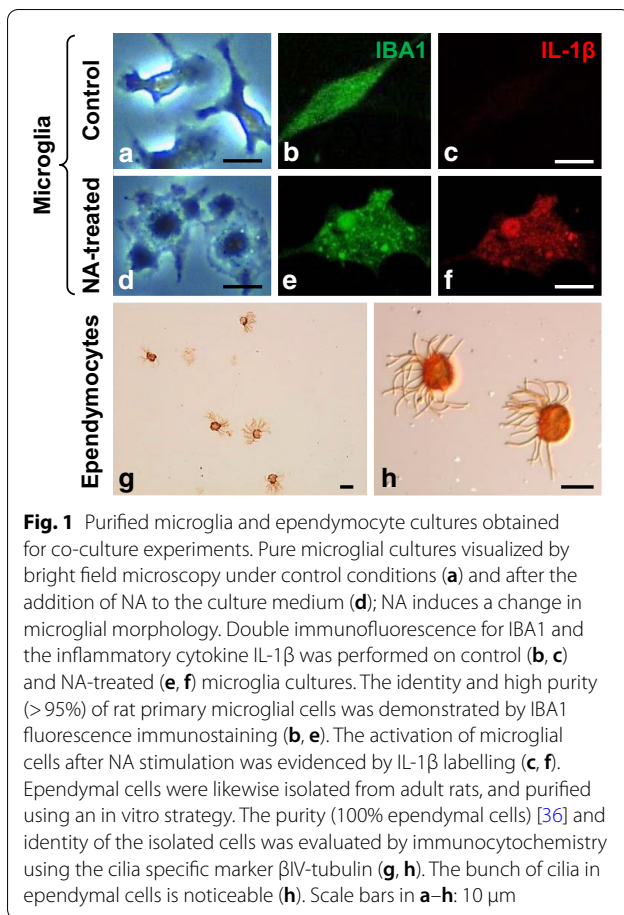 Microglia
Control
NA-treated
Ependymocytes
IBA1
IL-1β
a
b
c
d
e
f
g
h
Fig. 1 Purified microglia and ependymocyte cultures obtained
for co-culture experiments. Pure microglial cultures visualized by
bright field microscopy under control conditions (a) and after the
addition of NA to the culture medium (d); NA induces a change in
microglial morphology. Double immunofluorescence for IBA1 and
the inflammatory cytokine IL-1β was performed on control (b, c)
and NA-treated (e, f) microglia cultures. The identity and high purity
(> 95%) of rat primary microglial cells was demonstrated by IBA1
fluorescence immunostaining (b, e). The activation of microglial
cells after NA stimulation was evidenced by IL-1β labelling (c, f).
Ependymal cells were likewise isolated from adult rats, and purified
using an in vitro strategy. The purity (100% ependymal cells) [36] and
identity of the isolated cells was evaluated by immunocytochemistry
using the cilia specific marker βIV-tubulin (g, h). The bunch of cilia in
ependymal cells is noticeable (h). Scale bars in a–h: 10 μm